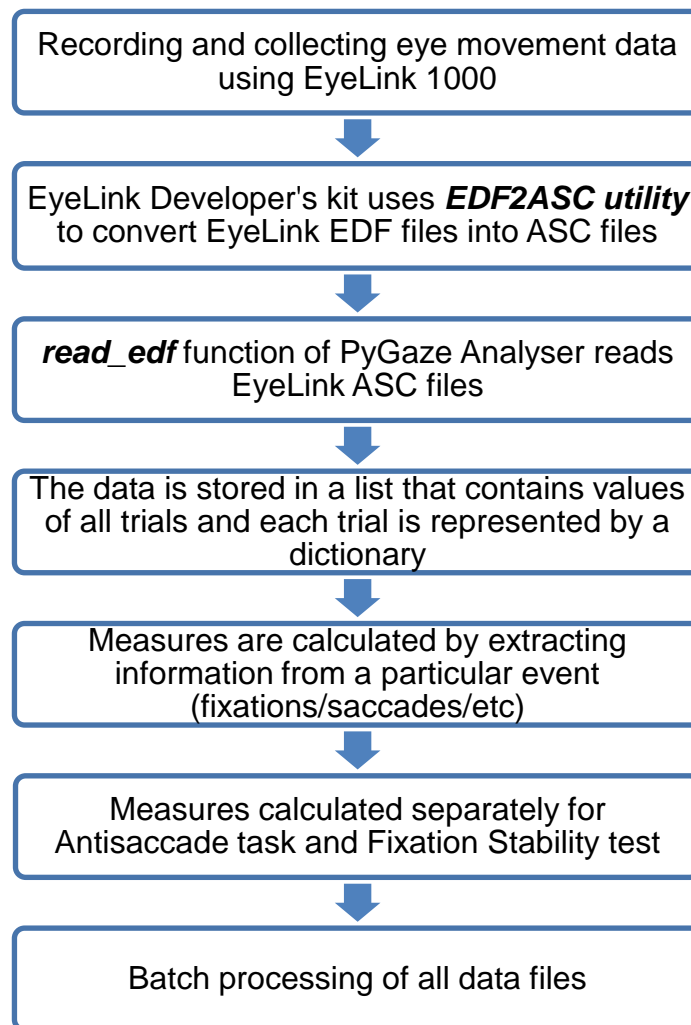 Recording and collecting eye movement data
using EyeLink 1000
EyeLink Developer's kit uses EDF2ASC utility
to convert EyeLink EDF files into ASC files
read_edf function of PyGaze Analyser reads
EyeLink ASC files
The data is stored in a list that contains values
of all trials and each trial is represented by a
dictionary
Measures are calculated by extracting
information from a particular event
(fixations/saccades/etc)
Measures calculated separately for
Antisaccade task and Fixation Stability test
Batch processing of all data files